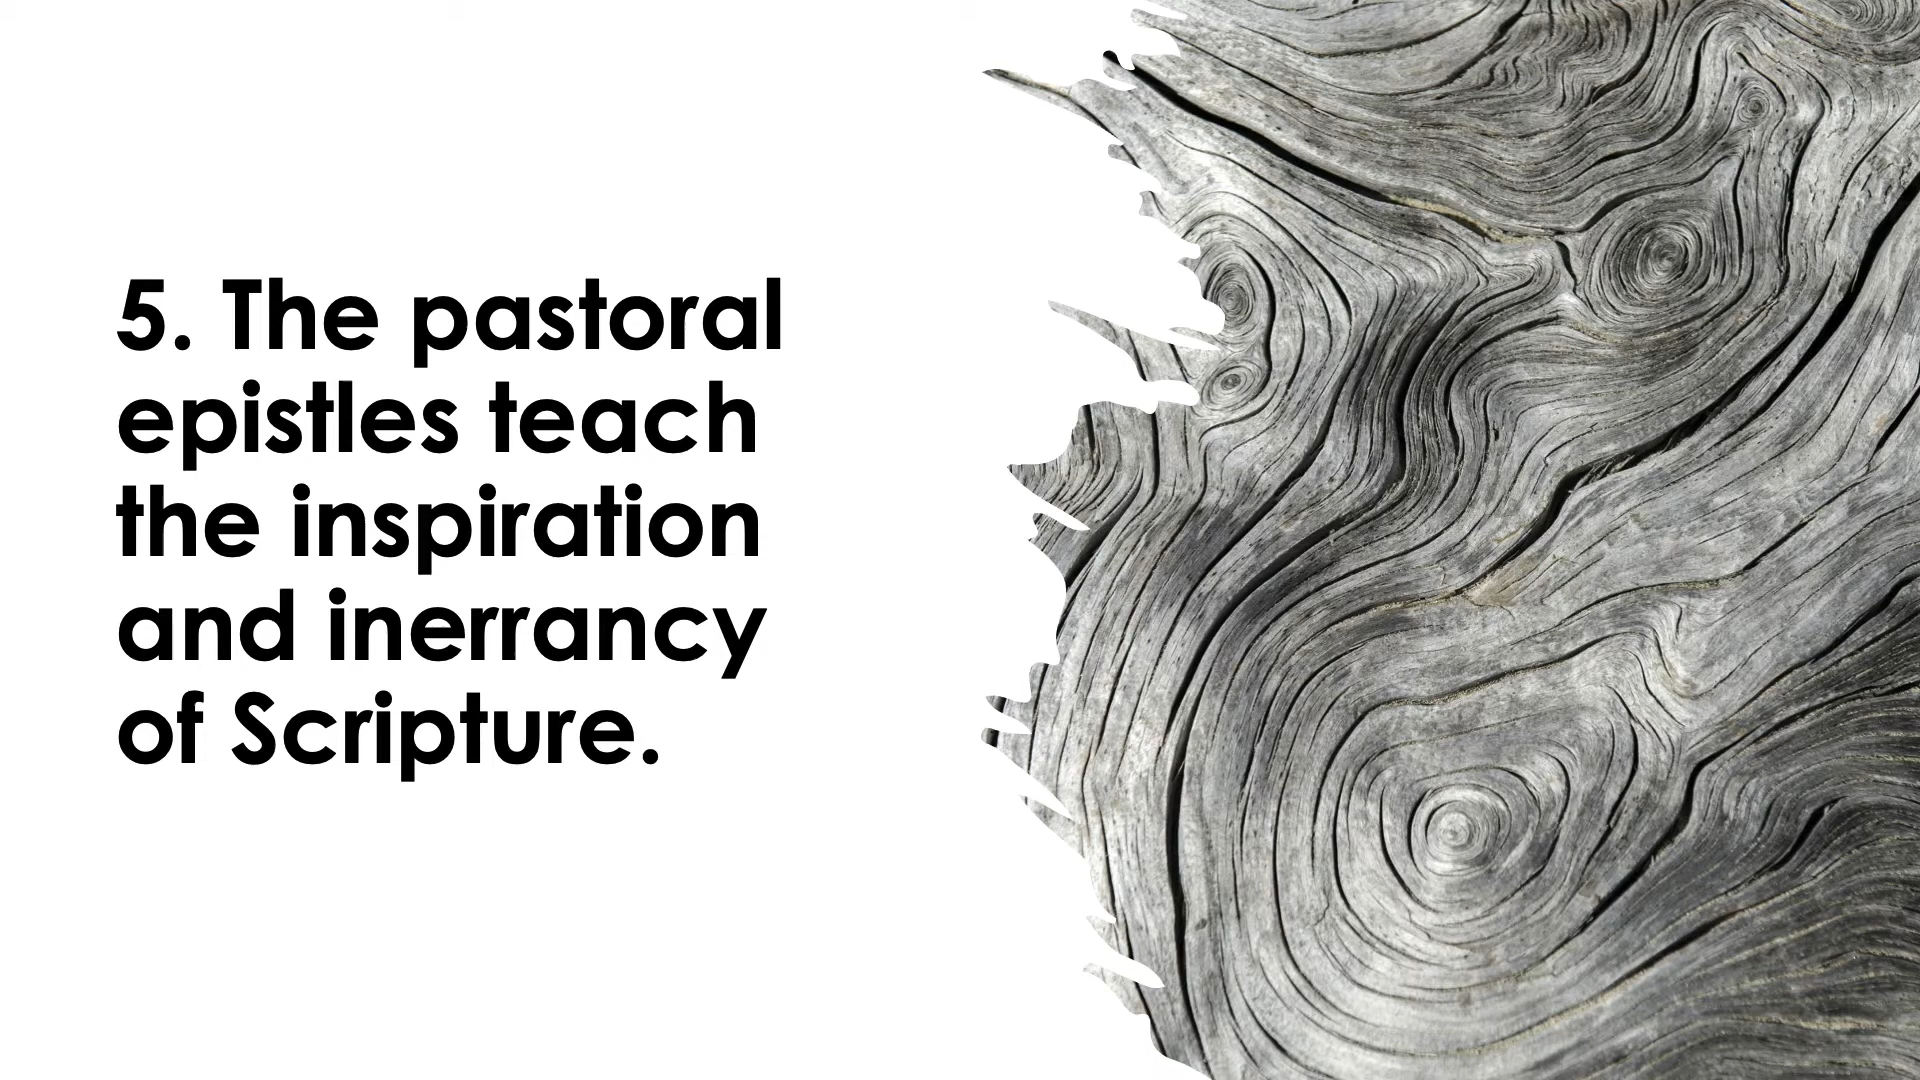 5. The pastoral
epistles teach
the inspiration
and inerrancy
of Scripture.